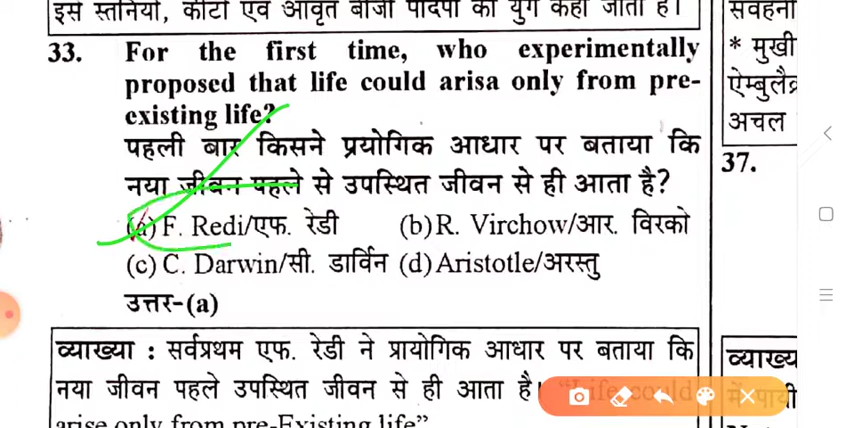 इसे स्तनियों, कीटों एवं आवृत बीजी पादपों का युग कहा जाता है।
33. For the first time, who experimentally
proposed that life could arisa only from pre-
existing life?
पहली बार किसने प्रयोगिक आधार पर बताया कि
नया जीवन पहले से उपस्थित जीवन से ही आता है?
(a) F. Redi/एफ. रेडी (b) R. Virchow/आर. विरको
(c) C. Darwin/सी. डार्विन (d) Aristotle/अरस्तु
उत्तर-(a)
व्याख्या : सर्वप्रथम एफ. रेडी ने प्रायोगिक आधार पर बताया कि
नया जीवन पहले उपस्थित जीवन से ही आता है। "Life could
arise only from pre-Existing life"
* मुखी
अचल
37.